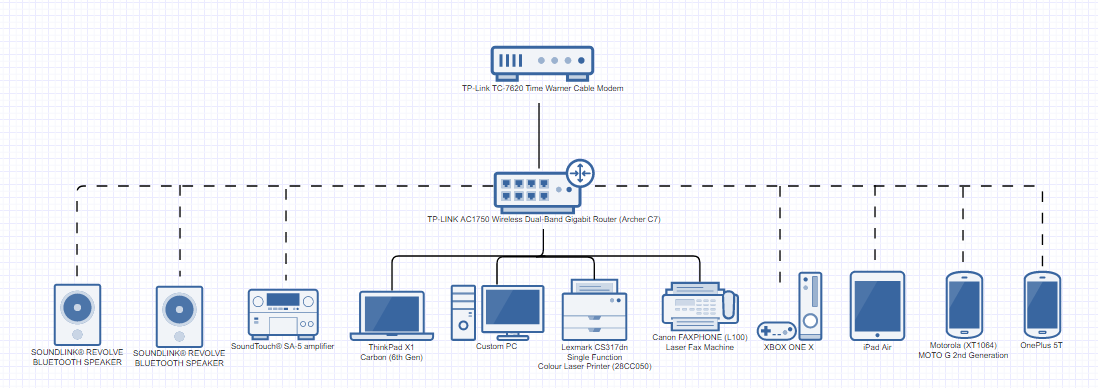 TP-Link TC-7620 Time Warner Cable Modem
TP-LINK AC1750 Wireless Dual-Band Gigabit Router (Archer C7)
SOUNDLINK® REVOLVE
BLUETOOTH SPEAKER
SOUNDLINK® REVOLVE
BLUETOOTH SPEAKER
SoundTouch® SA-5 amplifier
ThinkPad X1
Carbon (6th Gen)
Custom PC
Lexmark CS317dn
Single Function
Colour Laser Printer (28CC050)
Canon FAXPHONE (L100)
Laser Fax Machine
XBOX ONE X
iPad Air
Motorola (XT1064)
MOTO G 2nd Generation
OnePlus 5T